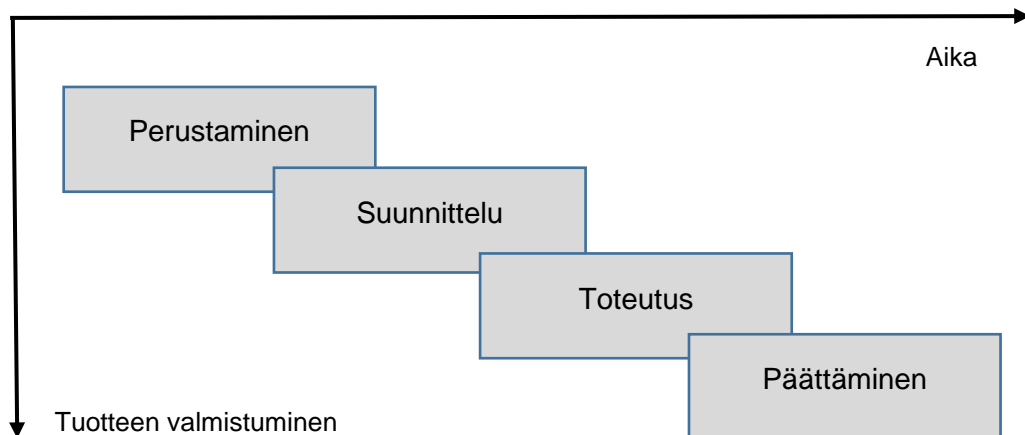 Aika
Perustaminen
Suunnittelu
Toteutus
Päättäminen
Tuotteen valmistuminen